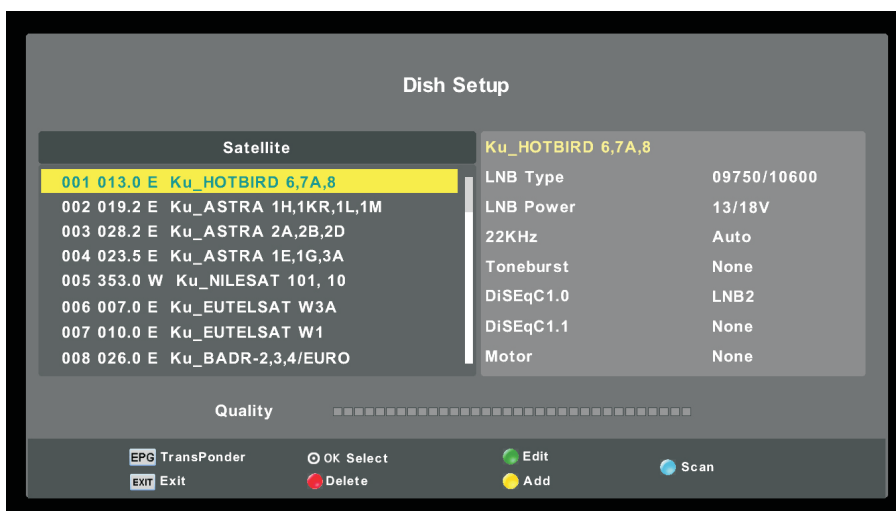 Dish Setup
Satellite
001 013.0 E Ku_HOTBIRD 6,7A,8
002 019.2 E Ku_ASTRA 1H,1KR,1L,1M
003 028.2 E Ku_ASTRA 2A,2B,2D
004 023.5 E Ku_ASTRA 1E,1G,3A
005 353.0 W Ku_NILESAT 101, 10
006 007.0 E Ku_EUTELSAT W3A
007 010.0 E Ku_EUTELSAT W1
008 026.0 E Ku_BADR-2,3,4/EURO
Ku_HOTBIRD 6,7A,8
LNB Type 09750/10600
LNB Power 13/18V
22KHz Auto
Toneburst None
DiSEqC1.0 LNB2
DiSEqC1.1 None
Motor None
Quality
EPG TransPonder OK Select Edit Scan
EXIT Exit Delete Add